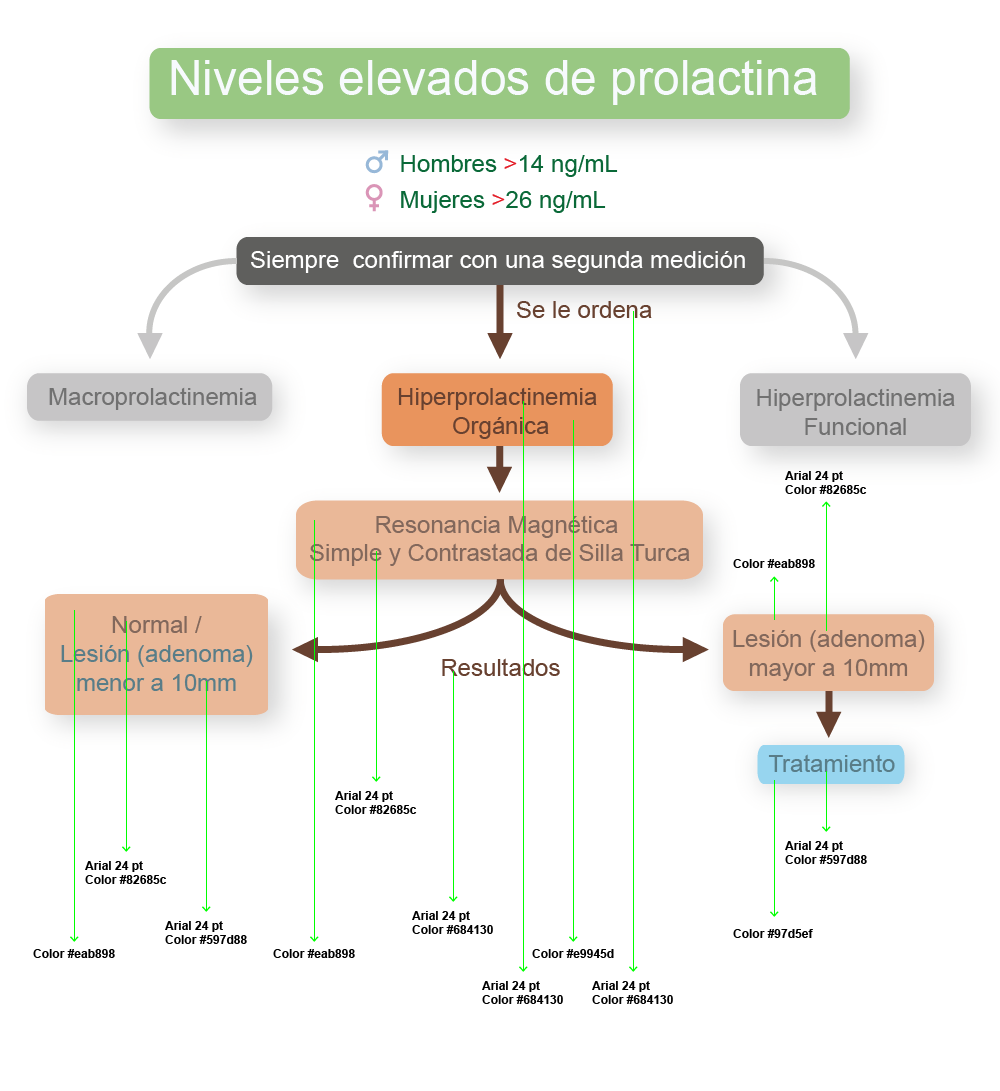 Niveles elevados de prolactina
Hombres >14 ng/mL
Mujeres >26 ng/mL
Siempre confirmar con una segunda medición
Se le ordena
Macroprolactinemia
Hiperprolactinemia
Orgánica
Hiperprolactinemia
Funcional
Arial 24 pt
Color #82685c
Resonancia Magnética
Simple y Contrastada de Silla Turca
Color #eab898
Normal /
Lesión (adenoma)
menor a 10mm
Resultados
Lesión (adenoma)
mayor a 10mm
Tratamiento
Arial 24 pt
Color #82685c
Arial 24 pt
Color #82685c
Arial 24 pt
Color #597d88
Arial 24 pt
Color #597d88
Arial 24 pt
Color #684130
Color #97d5ef
Color #eab898
Color #eab898
Color #e9945d
Arial 24 pt
Color #684130
Arial 24 pt
Color #684130